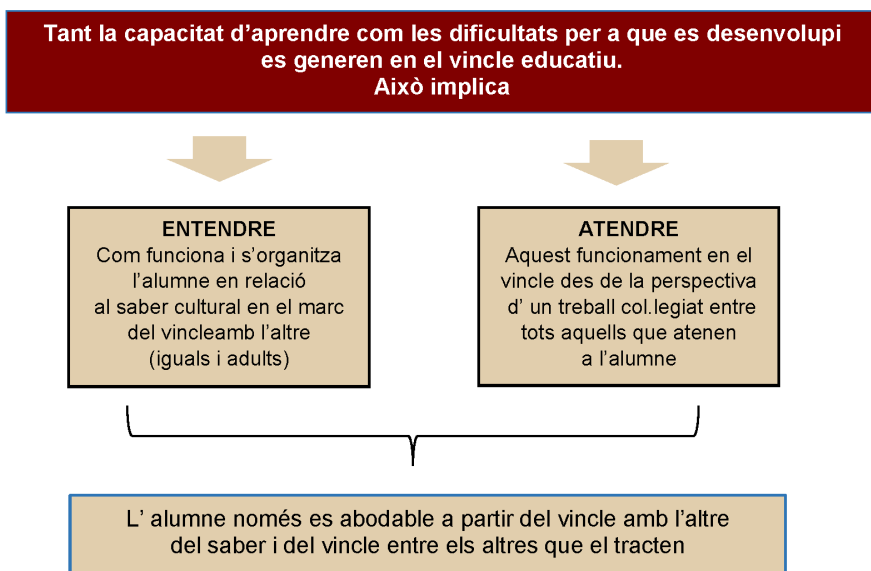 Tant la capacitat d’aprendre com les dificultats per a que es desenvolupi
es generen en el vincle educatiu.
Això implica
ENTENDRE
Com funciona i s’organitza
l’alumne en relació
al saber cultural en el marc
del vincleamb l’altre
(iguals i adults)
ATENDRE
Aquest funcionament en el
vincle des de la perspectiva
d’ un treball col.legiat entre
tots aquells que atenen
a l’alumne
L’ alumne només es abodable a partir del vincle amb l’altre
del saber i del vincle entre els altres que el tracten